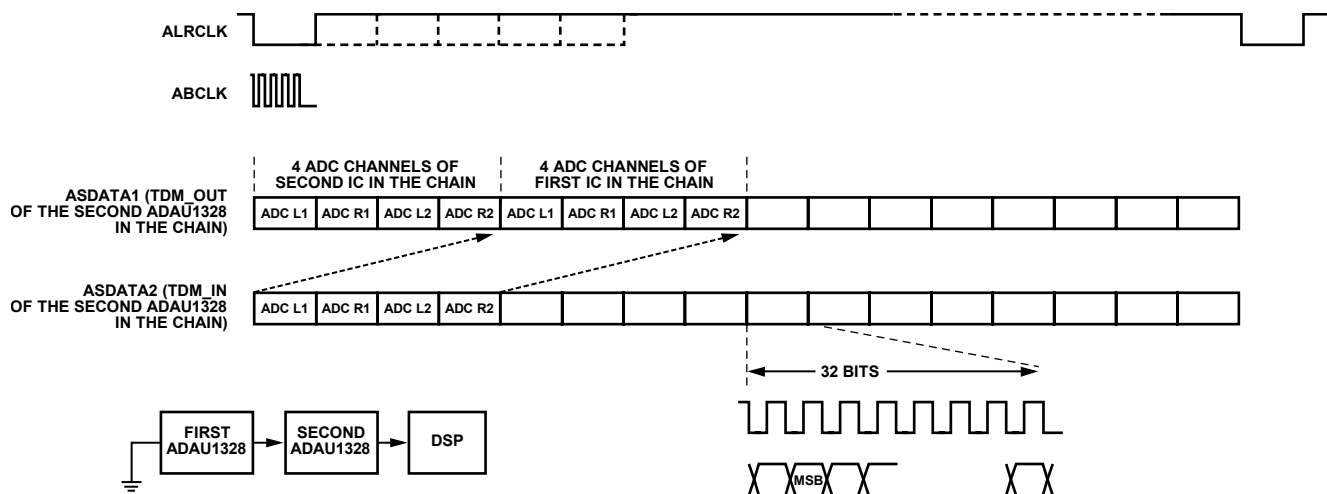 ALRCLK
ABCLK
4 ADC CHANNELS OF
SECOND IC IN THE CHAIN
4 ADC CHANNELS OF
FIRST IC IN THE CHAIN
ASDATA1 (TDM_OUT
OF THE SECOND ADAU1328
IN THE CHAIN)
ADC L1 ADC R1 ADC L2 ADC R2 ADC L1 ADC R1 ADC L2 ADC R2
ASDATA2 (TDM_IN
OF THE SECOND ADAU1328
IN THE CHAIN)
ADC L1 ADC R1 ADC L2 ADC R2
32 BITS
FIRST
ADAU1328
SECOND
ADAU1328
DSP
MSB